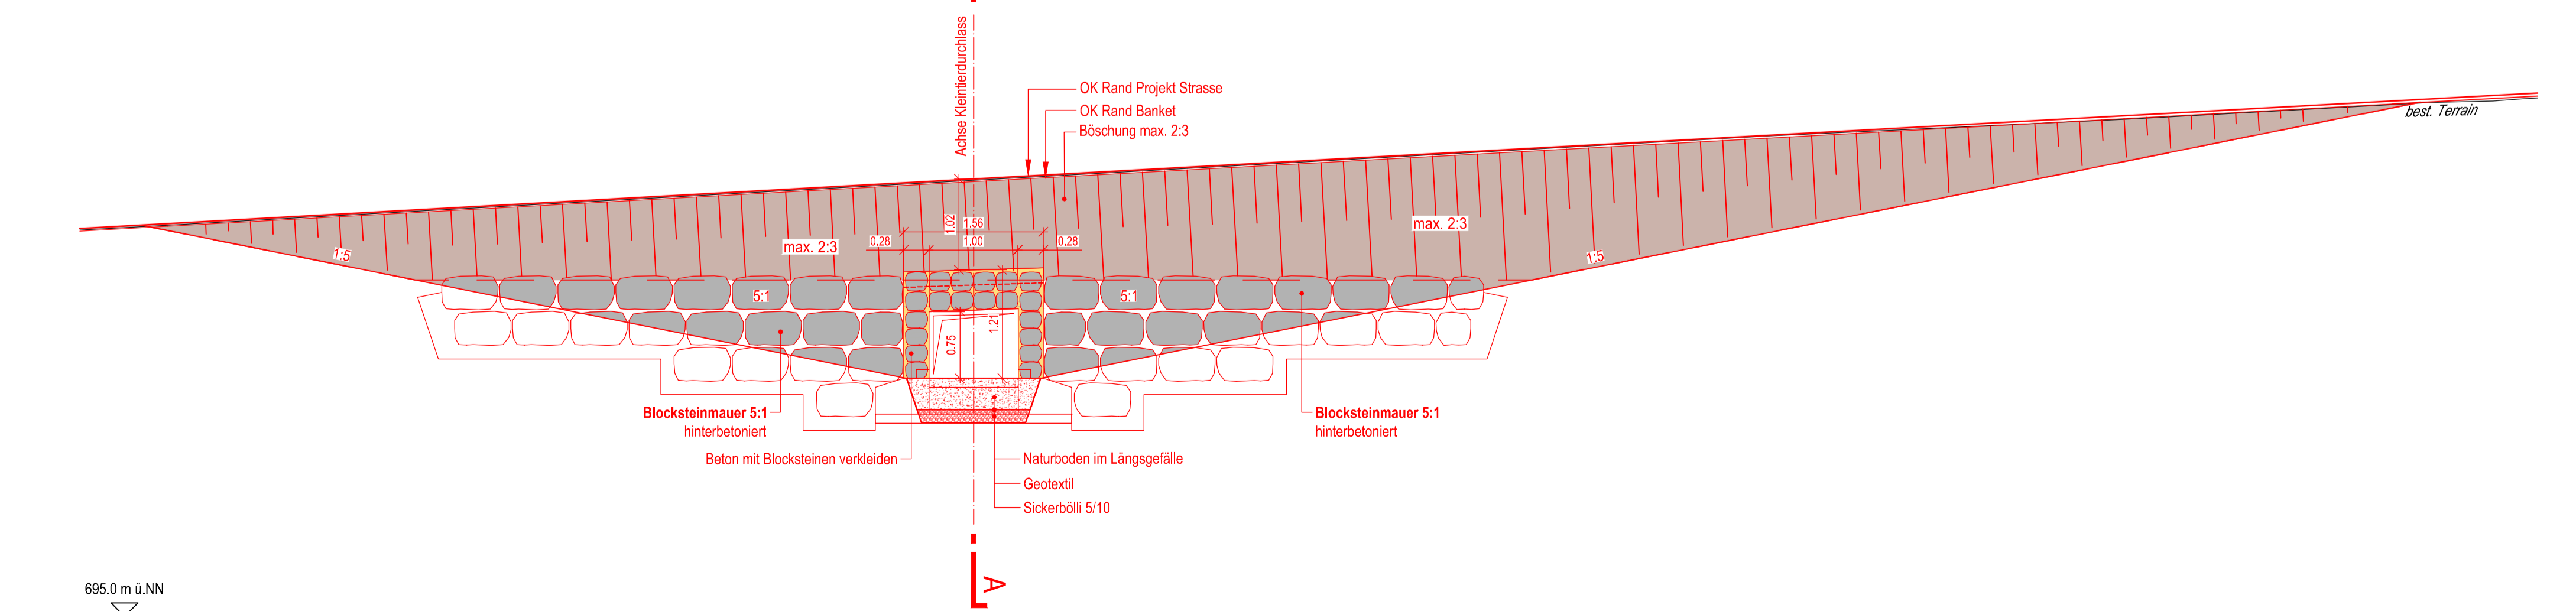 Achse Kleintierdurchlass
OK Rand Projekt Strasse
OK Rand Banket
Böschung max. 2:3
best. Terrain
1.02
1.56
max. 2:3
max. 2:3
0.28
1.00
0.28
1:5
1:5
5:1
5:1
1.21
0.75
Blocksteinmauer 5:1
hinterbetoniert
Blocksteinmauer 5:1
hinterbetoniert
Beton mit Blocksteinen verkleiden
Naturboden im Längsgefälle
Geotextil
Sickerbölli 5/10
A
695.0 m ü.NN